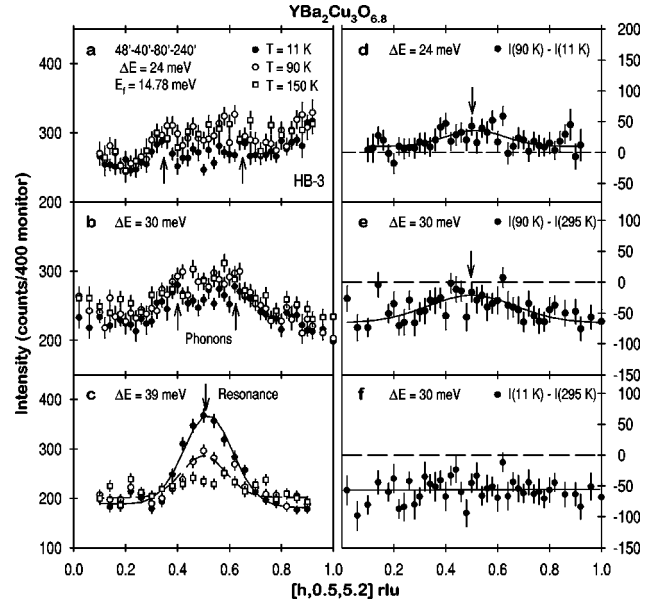 YBa2Cu3O6.8
a
48'-40'-80'-240'
ΔE = 24 meV
Ef = 14.78 meV
T = 11 K
T = 90 K
T = 150 K
HB-3
400
300
200
b
ΔE = 30 meV
Phonons
300
200
c
ΔE = 39 meV
Resonance
400
300
200
100
0.0
0.2
0.4
0.6
0.8
1.0
Intensity (counts/400 monitor)
d
ΔE = 24 meV
I(90 K) - I(11 K)
200
150
100
50
0
-50
e
ΔE = 30 meV
I(90 K) - I(295 K)
100
50
0
-50
-100
-150
f
ΔE = 30 meV
I(11 K) - I(295 K)
100
50
0
-50
-100
-150
0.2
0.4
0.6
0.8
1.0
[h,0.5,5.2] rlu